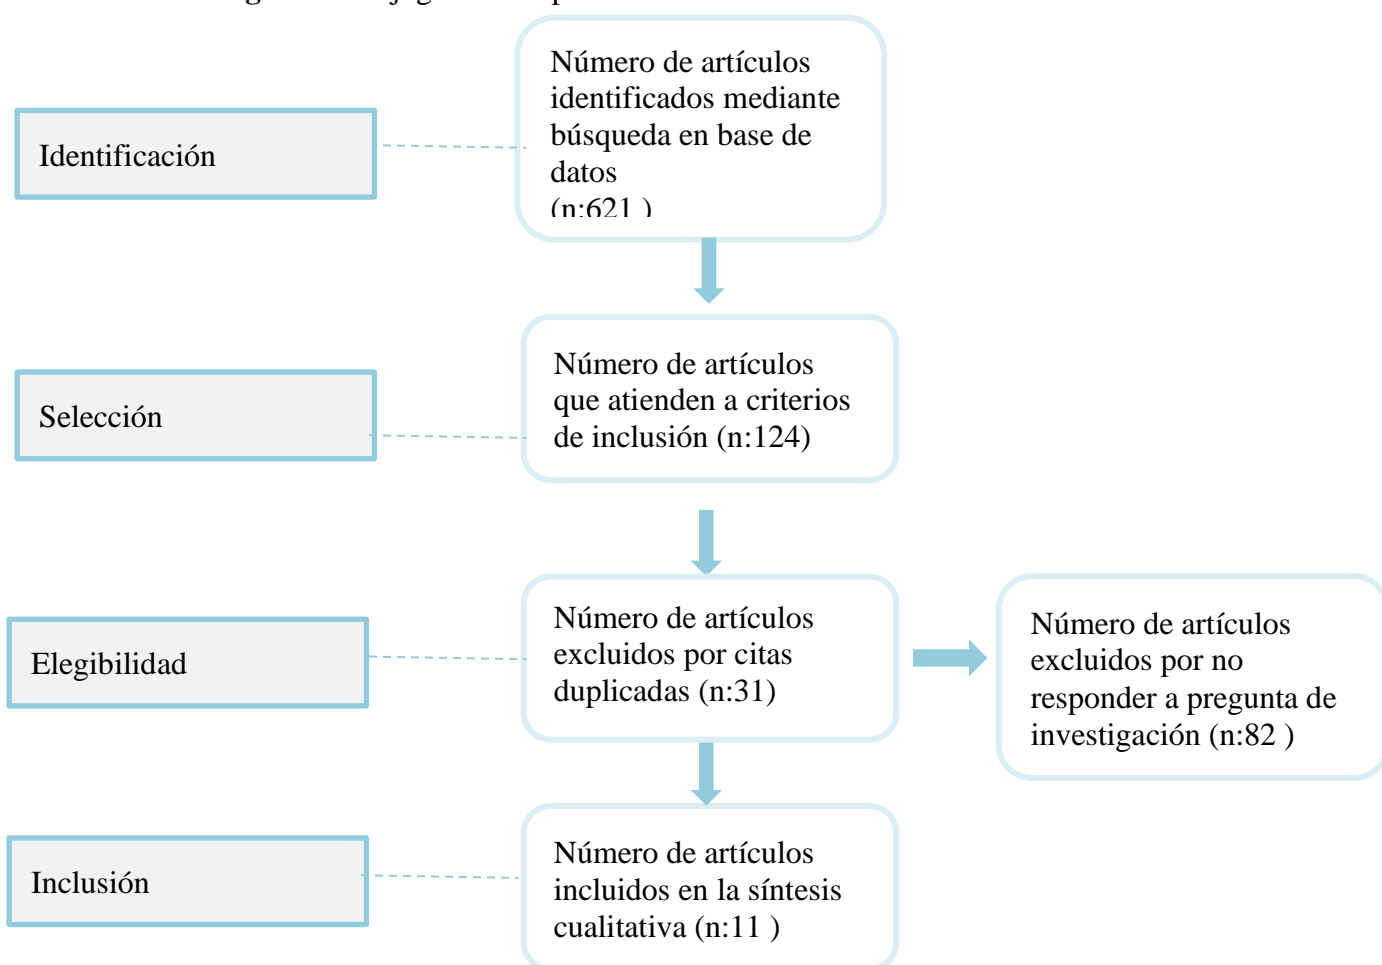 Número de artículos
identificados mediante
búsqueda en base de
datos
(n:621 )
Identificación
Número de artículos
que atienden a criterios
de inclusión (n:124)
Selección
Número de artículos
excluidos por citas
duplicadas (n:31)
Elegibilidad
Número de artículos
excluidos por no
responder a pregunta de
investigación (n:82 )
Número de artículos
incluidos en la síntesis
cualitativa (n:11 )
Inclusión